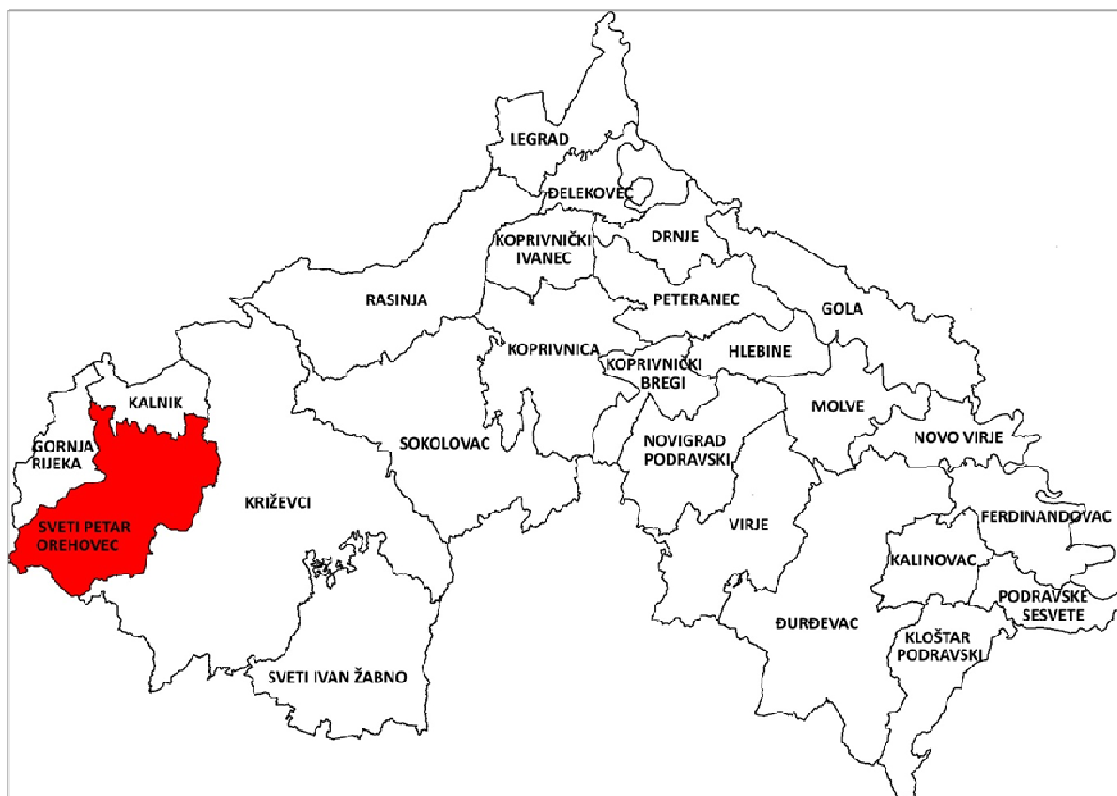 LEGRAD
ĐELEKOVEC
KOPRIVNIČKI
IVANEC
DRNJE
RASINJA
PETERANEC
GOLA
KOPRIVNICA
HLEBINE
KOPRIVNIČKI
BREGI
KALNIK
MOLVE
GORNJA
RIJEKA
SOKOLOVAC
NOVIGRAD
PODRAVSKI
NOVO VIRJE
KRIŽEVCI
SVETI PETAR
OREHOVEC
VIRJE
FERDINANDOVAC
KALINOVAC
PODRAVSKE
SESVETE
ĐURĐEVAC
KLOŠTAR
PODRAVSKI
SVETI IVAN ŽABNO